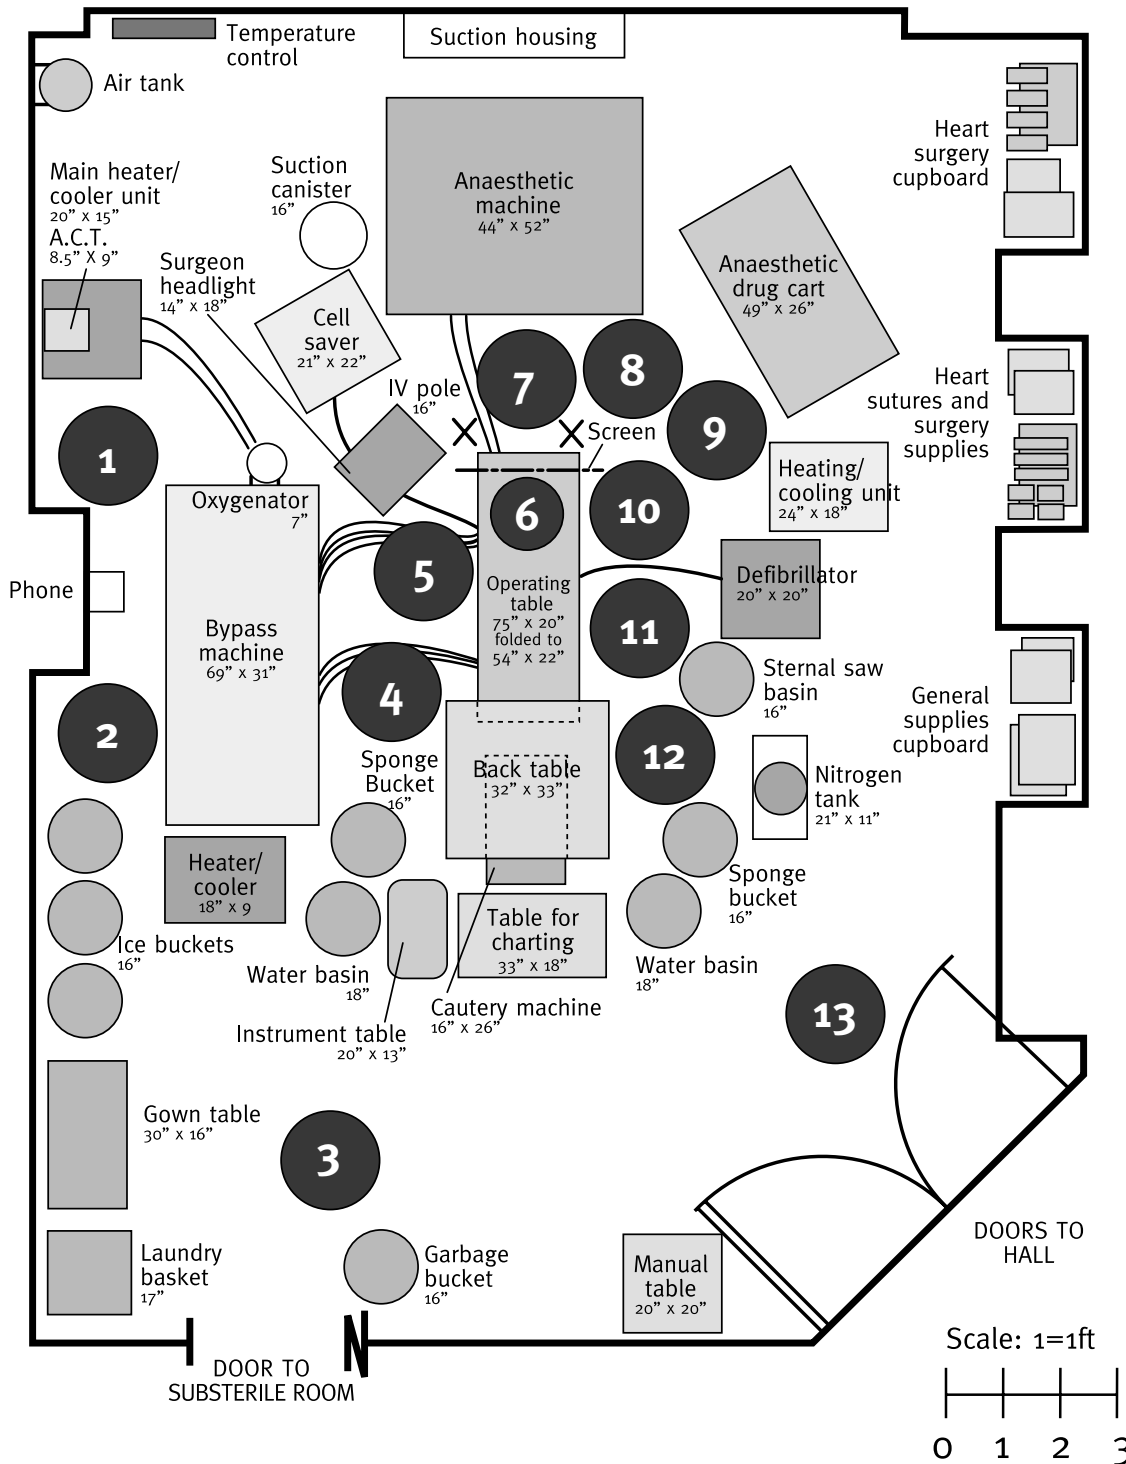 Temperature
control
Suction housing
Air tank
Heart
surgery
cupboard
Main heater/
cooler unit
20” x 15”
A.C.T.
8.5” X 9”
Suction
canister
16”
Anaesthetic
machine
44” x 52”
Surgeon
headlight
14” x 18”
Anaesthetic
drug cart
49” x 26”
Cell
saver
21” x 22”
IV pole
16”
7
8
9
Heart
sutures and
surgery
supplies
Screen
1
Heating/
cooling unit
24” x 18”
Oxygenator
7”
6
10
5
Phone
Operating
table
75” x 20”
folded to
54” x 22”
Defibrillator
20” x 20”
Bypass
machine
69” x 31”
11
4
Sternal saw
basin
16”
General
supplies
cupboard
2
12
Sponge
Bucket
16”
Back table
32” x 33”
Nitrogen
tank
21” x 11”
Heater/
cooler
18” x 9
Sponge
bucket
16”
Ice buckets
16”
Table for
charting
33” x 18”
Water basin
18”
Water basin
18”
Cautery machine
16” x 26”
Instrument table
20” x 13”
13
Gown table
30” x 16”
3
Laundry
basket
17”
Garbage
bucket
16”
Manual
table
20” x 20”
DOORS TO
HALL
DOOR TO
SUBSTERILE ROOM
Scale: 1=1ft
0 1 2 3